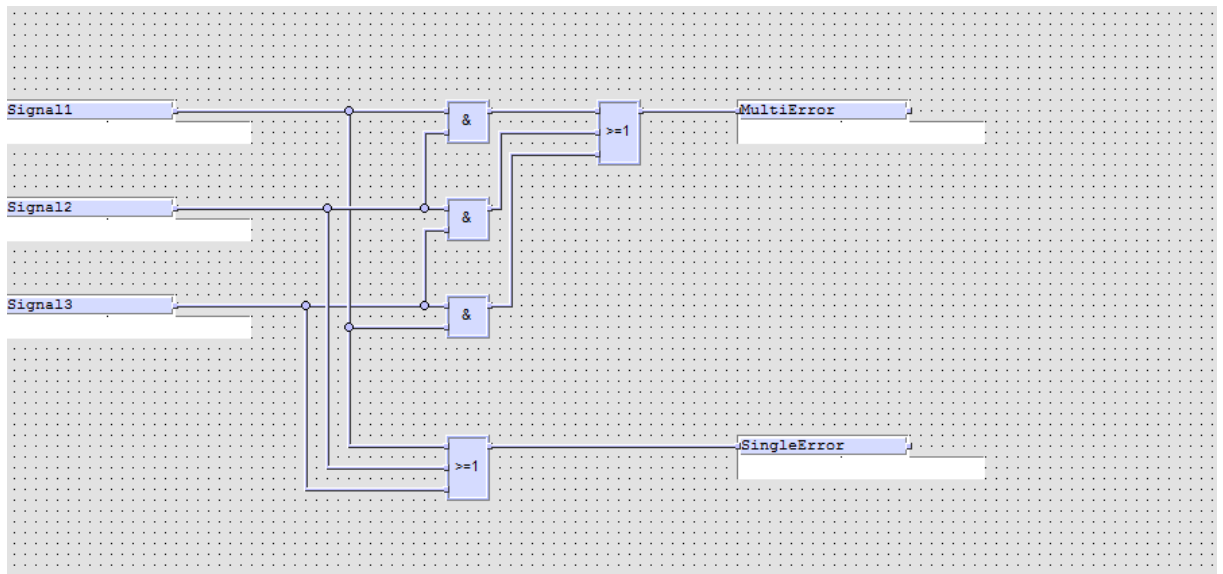 Signal1
&
>=1
MultiError
Signal2
&
Signal3
&
>=1
SingleError